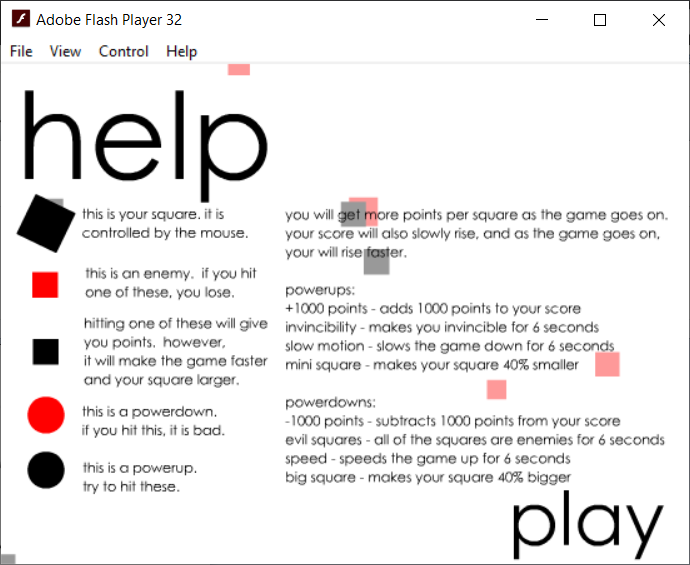 Adobe Flash Player 32
File View Control Help
help
this is your square. it is
controlled by the mouse.
this is an enemy. if you hit
one of these, you lose.
hitting one of these will give
you points. however,
it will make the game faster
and your square larger.
this is a powerdown.
if you hit this, it is bad.
this is a powerup.
try to hit these.
you will get more points per square as the game goes on.
your score will also slowly rise, and as the game goes on,
your will rise faster.
powerups:
+1000 points - adds 1000 points to your score
invincibility - makes you invincible for 6 seconds
slow motion - slows the game down for 6 seconds
mini square - makes your square 40% smaller
powerdowns:
-1000 points - subtracts 1000 points from your score
evil squares - all of the squares are enemies for 6 seconds
speed - speeds the game up for 6 seconds
big square - makes your square 40% bigger
play